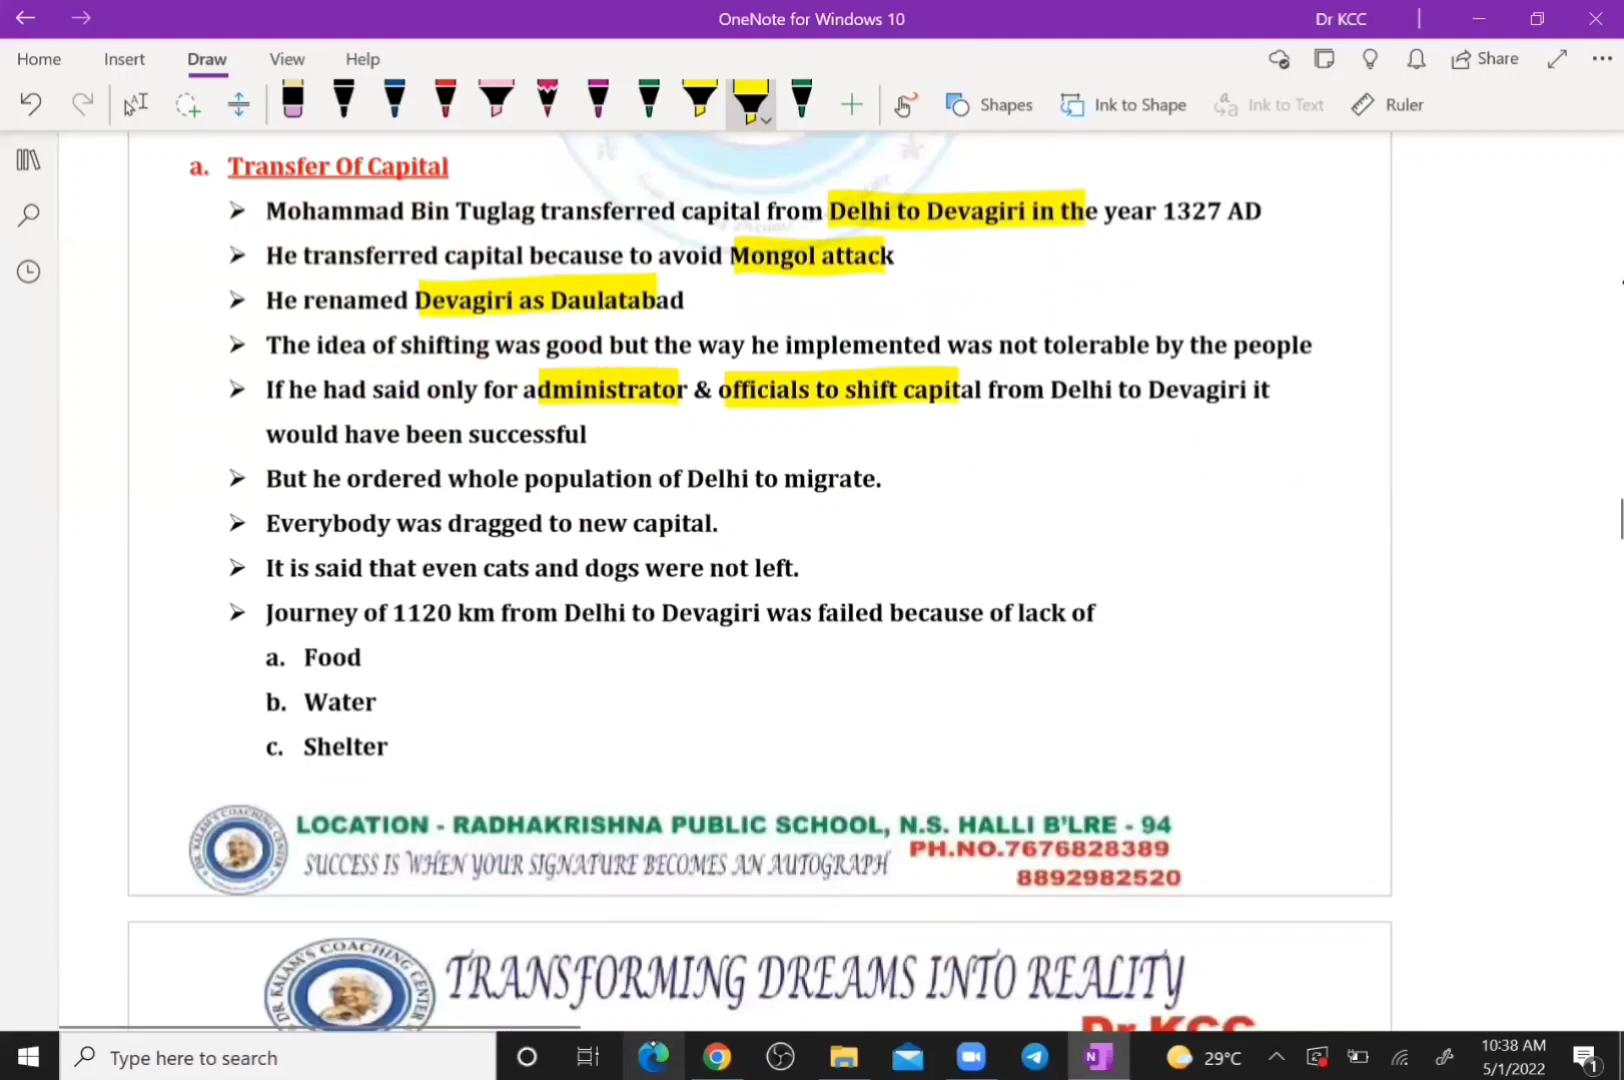 OneNote for Windows 10
Dr KCC
Home Insert Draw View Help
Share
Shapes Ink to Shape Ink to Text Ruler
a. Transfer Of Capital
➢ Mohammad Bin Tuglag transferred capital from Delhi to Devagiri in the year 1327 AD
➢ He transferred capital because to avoid Mongol attack
➢ He renamed Devagiri as Daulatabad
➢ The idea of shifting was good but the way he implemented was not tolerable by the people
➢ If he had said only for administrator & officials to shift capital from Delhi to Devagiri it
would have been successful
➢ But he ordered whole population of Delhi to migrate.
➢ Everybody was dragged to new capital.
➢ It is said that even cats and dogs were not left.
➢ Journey of 1120 km from Delhi to Devagiri was failed because of lack of
a. Food
b. Water
c. Shelter
LOCATION - RADHAKRISHNA PUBLIC SCHOOL, N.S. HALLI B'LRE - 94
SUCCESS IS WHEN YOUR SIGNATURE BECOMES AN AUTOGRAPH
PH.NO.7676828389
8892982520
DR KALAM'S COACHING CENTER
TRANSFORMING DREAMS INTO REALITY
Dr KCC
Type here to search
29°C
10:38 AM
5/1/2022
1